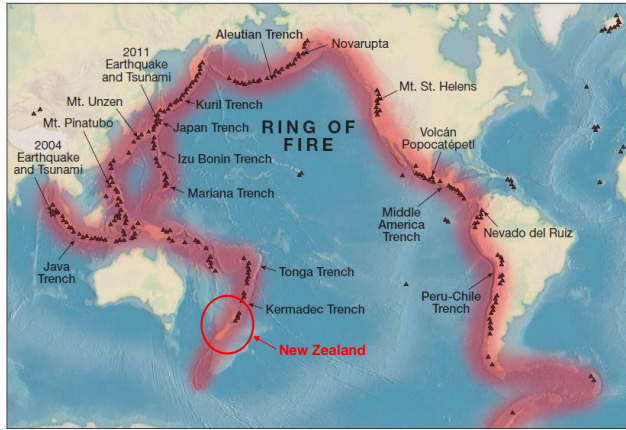 Aleutian Trench
Novarupta
2011
Earthquake
and Tsunami
Mt. Unzen
Mt. Pinatubo
2004
Earthquake
and Tsunami
Kuril Trench
Japan Trench
Izu Bonin Trench
Mariana Trench
RING OF
FIRE
Mt. St. Helens
Volcán
Popocatépetl
Middle
America
Trench
Nevado del Ruiz
Java
Trench
Tonga Trench
Kermadec Trench
Peru-Chile
Trench
New Zealand